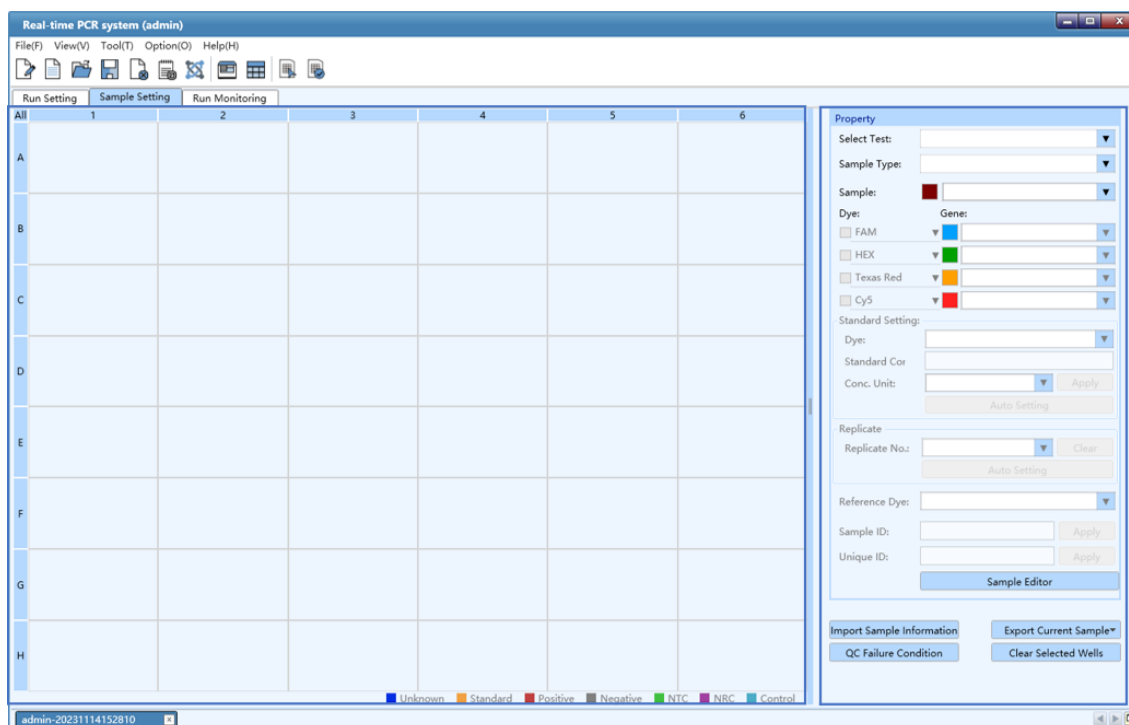 Real-time PCR system (admin)
File(F) View(V) Tool(T) Option(O) Help(H)
Run Setting Sample Setting Run Monitoring
All 1 2 3 4 5 6
A
B
C
D
E
F
G
H
Unknown Standard Positive Negative NTC NRC Control
Property
Select Test:
Sample Type:
Sample:
Dye: Gene:
FAM
HEX
Texas Red
Cy5
Standard Setting:
Dye:
Standard Cor
Conc. Unit: Apply
Auto Setting
Replicate
Replicate No.: Clear
Auto Setting
Reference Dye:
Sample ID: Apply
Unique ID: Apply
Sample Editor
Import Sample Information Export Current Sample
QC Failure Condition Clear Selected Wells
admin-20231114152810